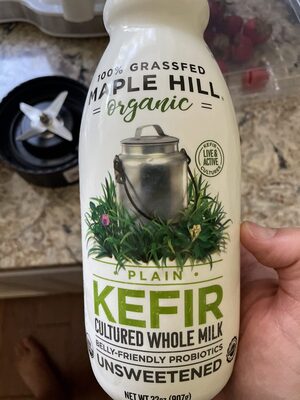 100% GRASSFED
MAPLE HILL
organic
KEFIR
LIVE &
ACTIVE
CULTURES
• PLAIN •
KEFIR
CULTURED WHOLE MILK
BELLY-FRIENDLY PROBIOTICS
UNSWEETENED
NET WT 32oz (907g)